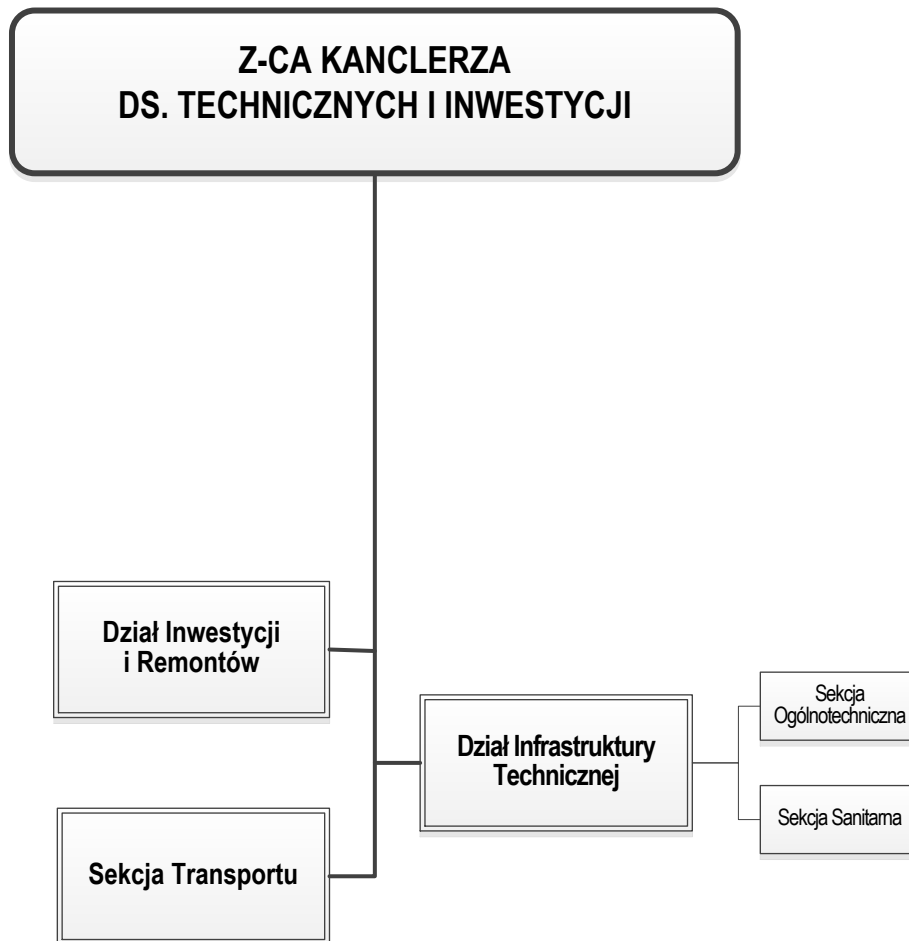 Z-CA KANCLERZA
DS. TECHNICZNYCH I INWESTYCJI
Dział Inwestycji
i Remontów
Dział Infrastruktury
Technicznej
Sekcja
Ogólnotechniczna
Sekcja Sanitarna
Sekcja Transportu